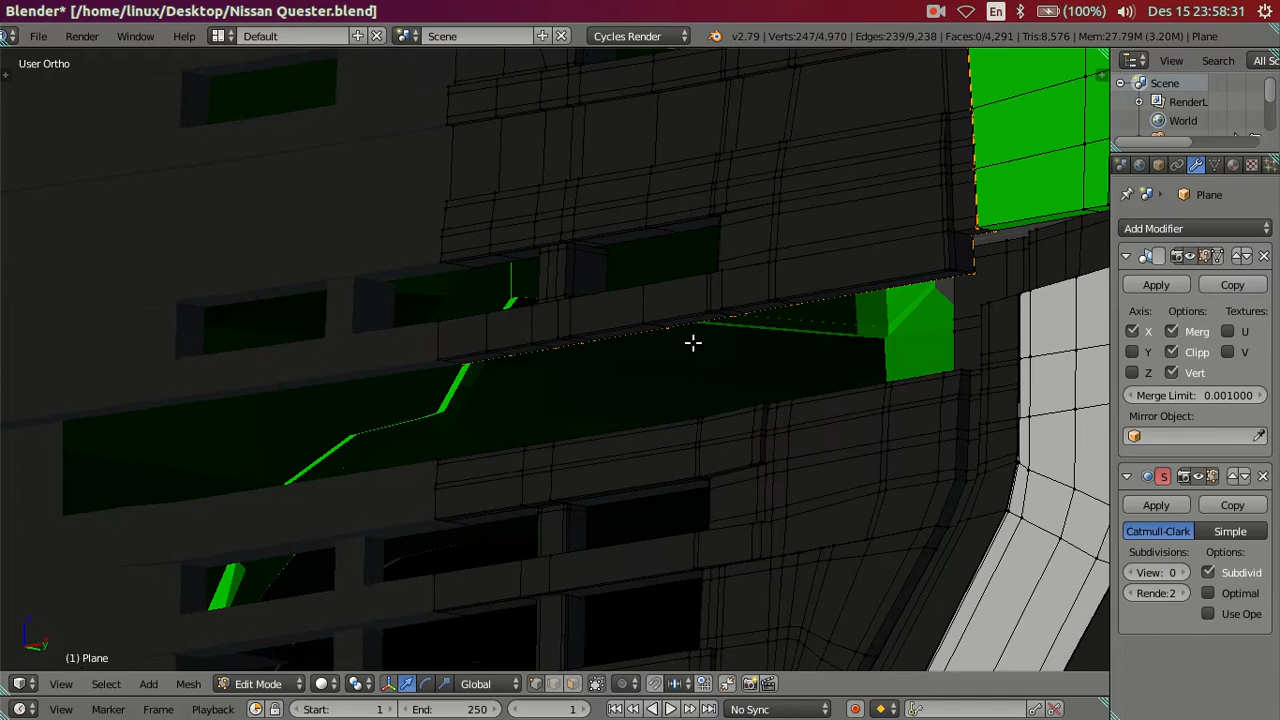 Blender* [/home/linux/Desktop/Nissan Quester.blend]
En (100%) Des 15 23:58:31
File Render Window Help Default Scene Cycles Render v2.79 | Verts:247/4,970 | Edges:239/9,238 | Faces:0/4,291 | Tris:8,576 | Mem:27.79M (3.20M) | Plane
User Ortho
View Search All Sc
Scene
RenderL
World
Plane
Add Modifier
Apply Copy
Axis: Options: Textures:
X Merg U
Y Clipp V
Z Vert
Merge Limit: 0.001000
Mirror Object:
S
Apply Copy
Catmull-Clark Simple
Subdivisions: Options:
View: 0 Subdivid
Rende:2 Optimal
Use Ope
(1) Plane
View Select Add Mesh Edit Mode Global
View Marker Frame Playback Start: 1 End: 250 1 No Sync